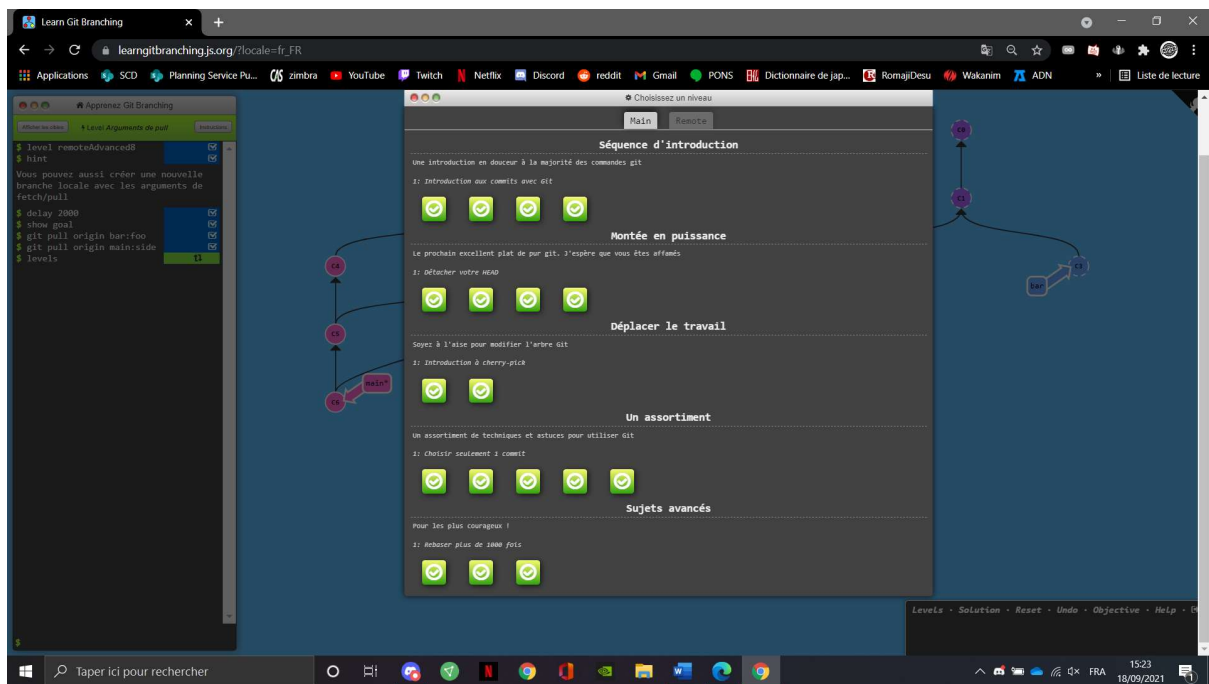 Learn Git Branching
learngitbranching.js.org/?locale=fr_FR
Applications SCD Planning Service Pu... zimbra YouTube Twitch Netflix Discord reddit Gmail PONS Dictionnaire de jap... RomajiDesu Wakanim ADN » Liste de lecture
Apprenez Git Branching
Level Arguments de pull
Instructions
$ level remoteAdvanced8
$ hint
Vous pouvez aussi créer une nouvelle
branche locale avec les arguments de
fetch/pull
$ delay 2000
$ show goal
$ git pull origin bar:foo
$ git pull origin main:side
$ levels
$
Choisissez un niveau
Main Remote
Séquence d'introduction
Une introduction en douceur à la majorité des commandes git
1: Introduction aux commits avec Git
Montée en puissance
Le prochain excellent plat de pur git. J'espère que vous êtes affamés
1: Détacher votre HEAD
Déplacer le travail
Soyez à l'aise pour modifier l'arbre Git
1: Introduction à cherry-pick
Un assortiment
Un assortiment de techniques et astuces pour utiliser Git
1: Choisir seulement 1 commit
Sujets avancés
Pour les plus courageux !
1: Rebaser plus de 1000 fois
main*
bar
Levels · Solution · Reset · Undo · Objective · Help ·
Taper ici pour rechercher
FRA
15:23
18/09/2021